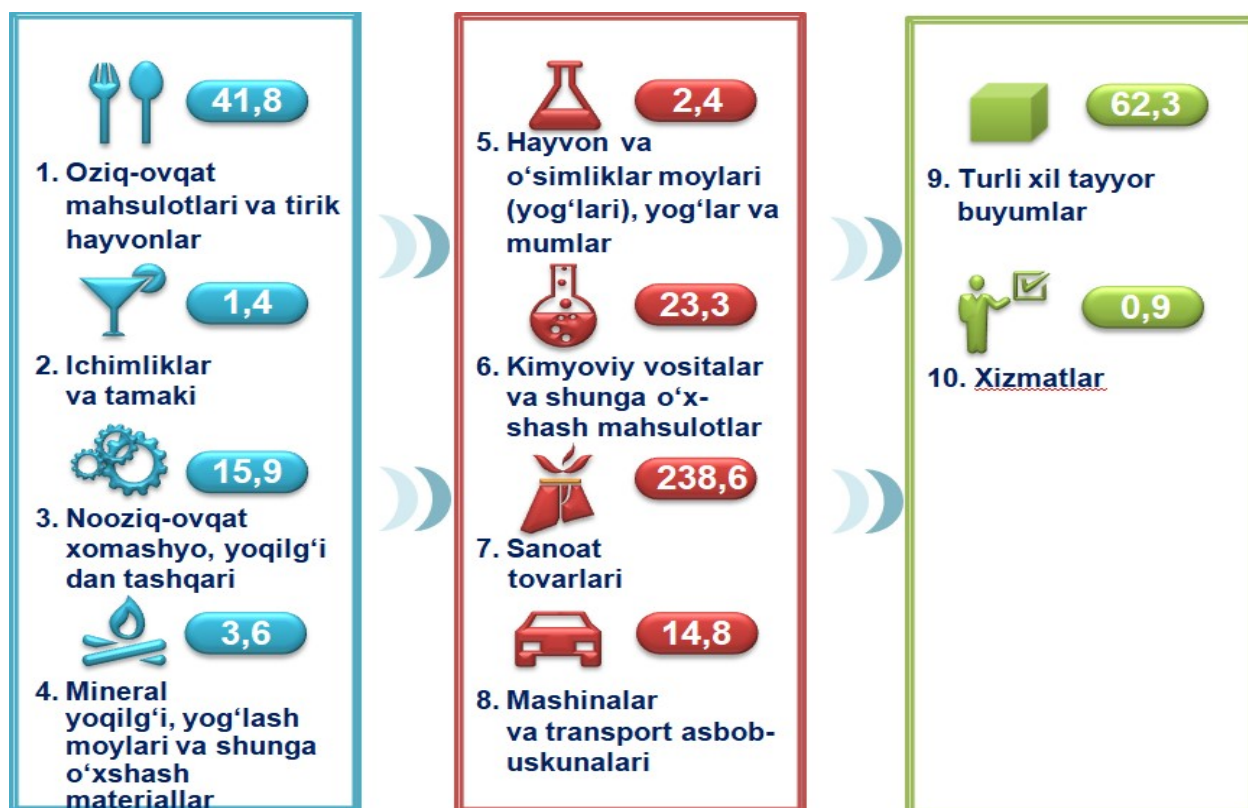 41,8
1. Oziq-ovqat
mahsulotlari va tirik
hayvonlar
1,4
2. Ichimliklar
va tamaki
15,9
3. Nooziq-ovqat
xomashyo, yoqilg‘i
dan tashqari
3,6
4. Mineral
yoqilg‘i, yog‘lash
moylari va shunga
o‘xshash
materiallar
2,4
5. Hayvon va
o‘simliklar moylari
(yog‘lari), yog‘lar va
mumlar
23,3
6. Kimyoviy vositalar
va shunga o‘x-
shash mahsulotlar
238,6
7. Sanoat
tovarlari
14,8
8. Mashinalar
va transport asbob-
uskunalari
62,3
9. Turli xil tayyor
buyumlar
0,9
10. Xizmatlar